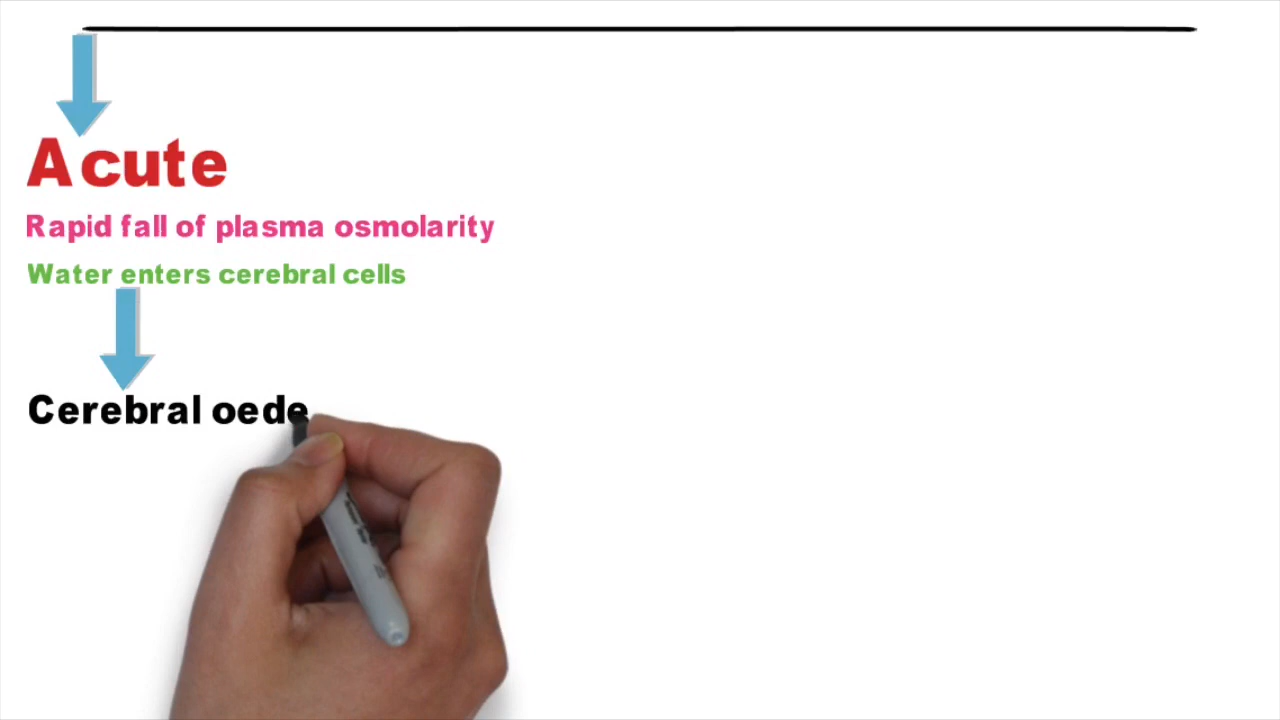 Acute
Rapid fall of plasma osmolarity
Water enters cerebral cells
Cerebral oede